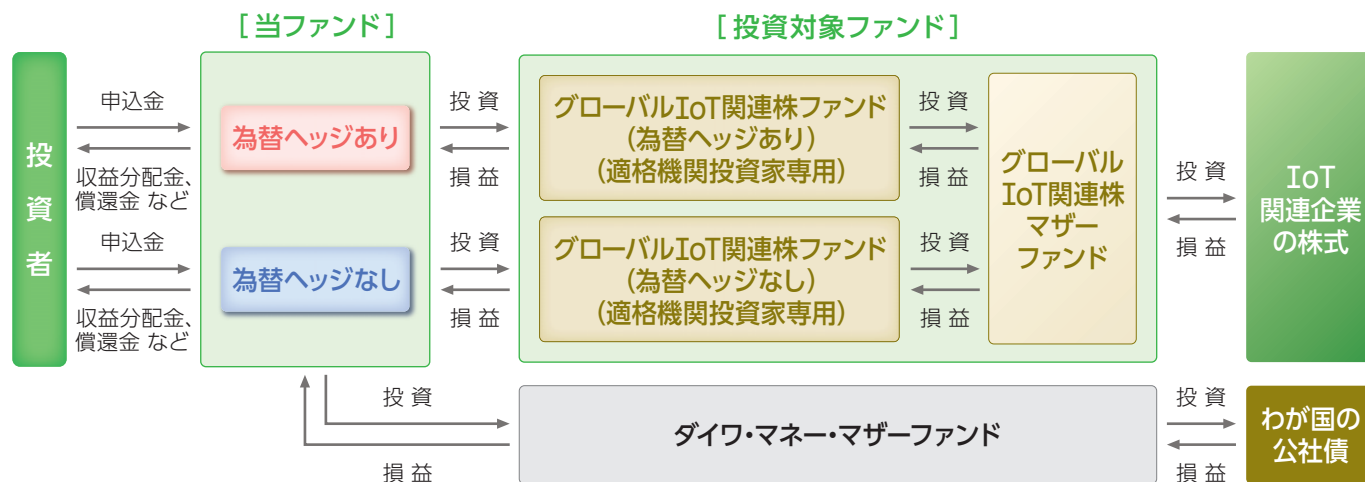 ［当ファンド］
［投資対象ファンド］
投資者
申込金
収益分配金、
償還金 など
申込金
収益分配金、
償還金 など
為替ヘッジあり
為替ヘッジなし
投 資
損 益
投 資
損 益
グローバルIoT関連株ファンド
（為替ヘッジあり）
（適格機関投資家専用）
グローバルIoT関連株ファンド
（為替ヘッジなし）
（適格機関投資家専用）
投 資
損 益
投 資
損 益
グローバル
IoT関連株
マザー
ファンド
投 資
損 益
IoT
関連企業
の株式
投 資
損 益
ダイワ・マネー・マザーファンド
投 資
損 益
わが国の
公社債